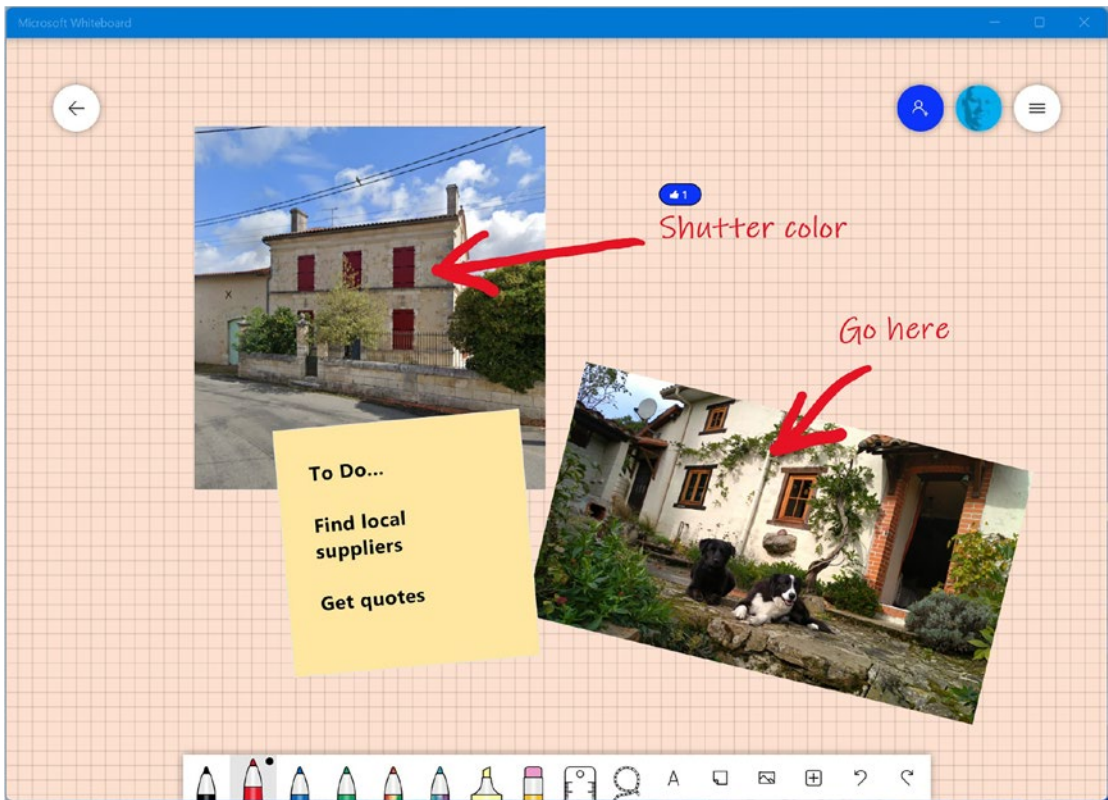 Microsoft Whiteboard
1
Shutter color
Go here
To Do...
Find local
suppliers
Get quotes
A